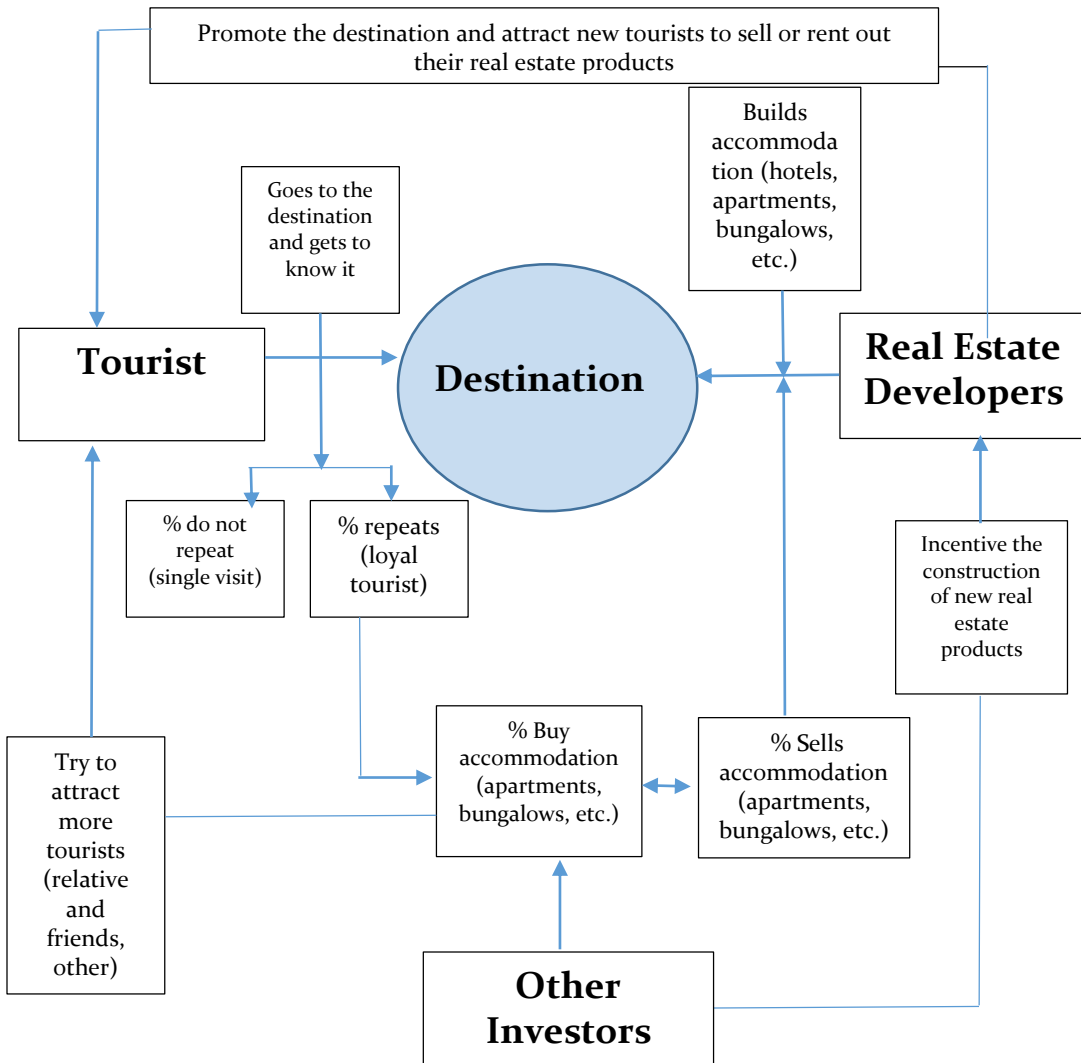 Promote the destination and attract new tourists to sell or rent out
their real estate products
Builds
accommoda
tion (hotels,
apartments,
bungalows,
etc.)
Goes to the
destination
and gets to
know it
Tourist
Destination
Real Estate
Developers
% do not
repeat
(single visit)
% repeats
(loyal
tourist)
Incentive the
construction
of new real
estate
products
% Buy
accommodation
(apartments,
bungalows, etc.)
% Sells
accommodation
(apartments,
bungalows, etc.)
Try to
attract
more
tourists
(relative
and
friends,
other)
Other
Investors